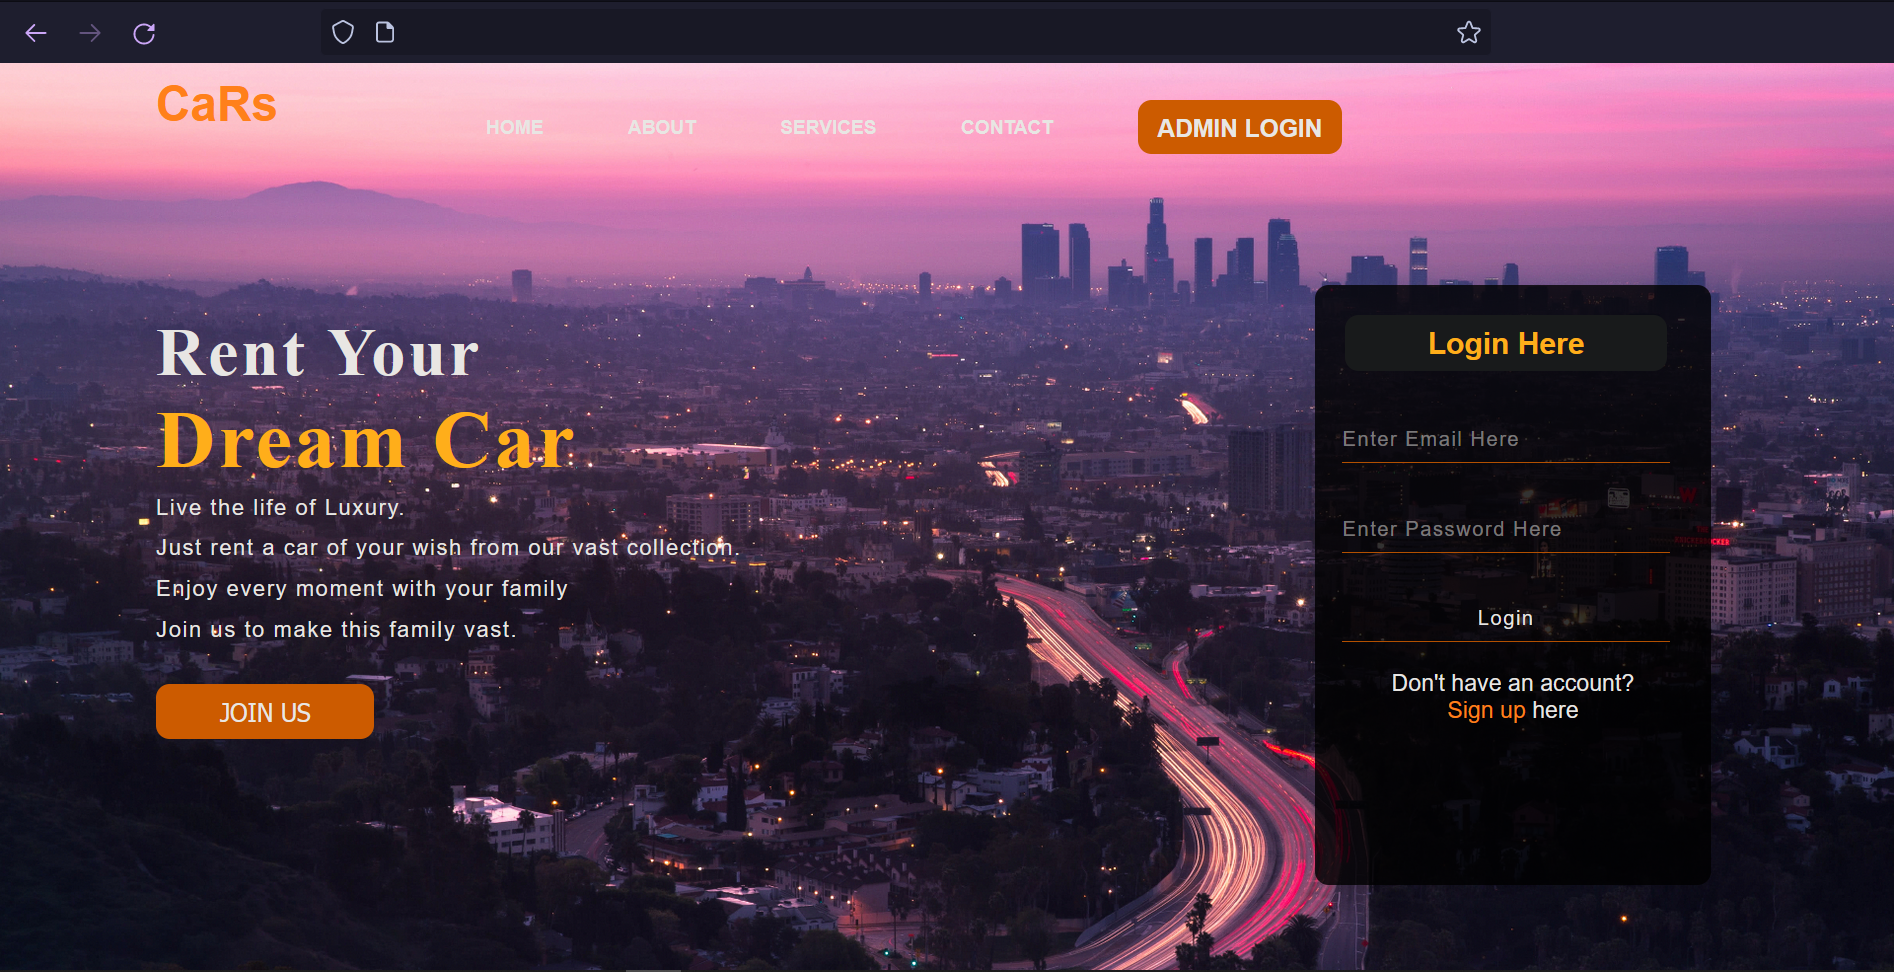 CaRs
HOME ABOUT SERVICES CONTACT ADMIN LOGIN
Rent Your
Dream Car
Live the life of Luxury.
Just rent a car of your wish from our vast collection.
Enjoy every moment with your family
Join us to make this family vast.
JOIN US
Login Here
Enter Email Here
Enter Password Here
Login
Don't have an account?
Sign up here